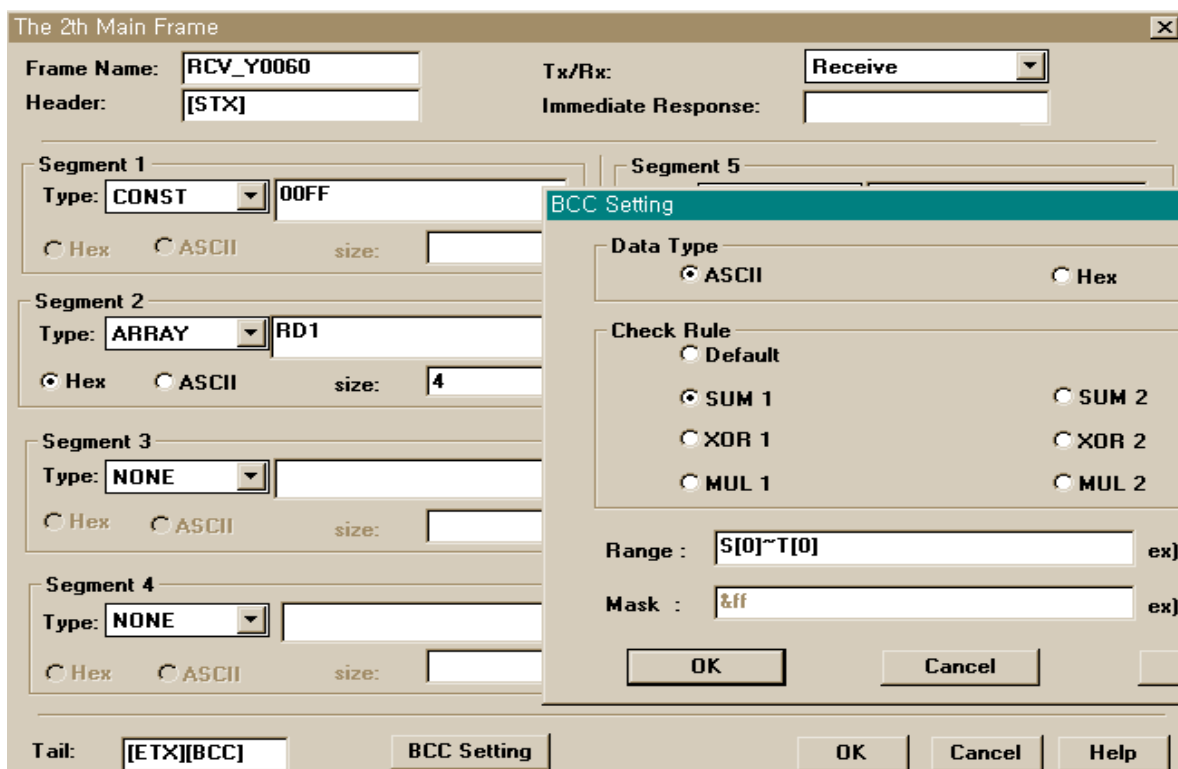 The 2th Main Frame
Frame Name: RCV_Y0060 Tx/Rx: Receive
Header: [STX] Immediate Response:
Segment 1
Type: CONST 00FF
Hex ASCII size:
Segment 2
Type: ARRAY RD1
Hex ASCII size: 4
Segment 3
Type: NONE
Hex ASCII size:
Segment 4
Type: NONE
Hex ASCII size:
Segment 5
BCC Setting
Data Type
ASCII Hex
Check Rule
Default
SUM 1 SUM 2
XOR 1 XOR 2
MUL 1 MUL 2
Range : S[0]~T[0] ex)
Mask : &ff ex)
OK Cancel
Tail: [ETX][BCC] BCC Setting OK Cancel Help